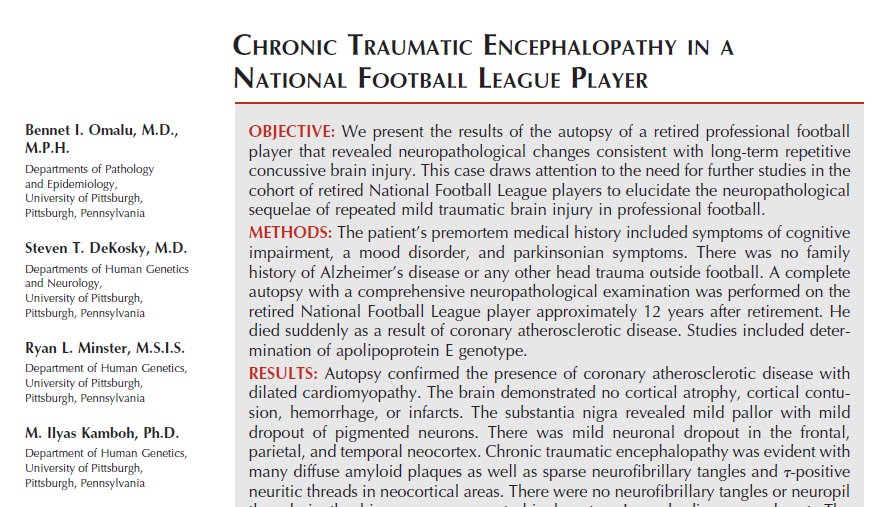 CHRONIC TRAUMATIC ENCEPHALOPATHY IN A
NATIONAL FOOTBALL LEAGUE PLAYER
Bennet I. Omalu, M.D.,
M.P.H.
Departments of Pathology
and Epidemiology,
University of Pittsburgh,
Pittsburgh, Pennsylvania
Steven T. DeKosky, M.D.
Departments of Human Genetics
and Neurology,
University of Pittsburgh,
Pittsburgh, Pennsylvania
Ryan L. Minster, M.S.I.S.
Department of Human Genetics,
University of Pittsburgh,
Pittsburgh, Pennsylvania
M. Ilyas Kamboh, Ph.D.
Department of Human Genetics,
University of Pittsburgh,
Pittsburgh, Pennsylvania
OBJECTIVE: We present the results of the autopsy of a retired professional football
player that revealed neuropathological changes consistent with long-term repetitive
concussive brain injury. This case draws attention to the need for further studies in the
cohort of retired National Football League players to elucidate the neuropathological
sequelae of repeated mild traumatic brain injury in professional football.
METHODS: The patient's premortem medical history included symptoms of cognitive
impairment, a mood disorder, and parkinsonian symptoms. There was no family
history of Alzheimer's disease or any other head trauma outside football. A complete
autopsy with a comprehensive neuropathological examination was performed on the
retired National Football League player approximately 12 years after retirement. He
died suddenly as a result of coronary atherosclerotic disease. Studies included deter-
mination of apolipoprotein E genotype.
RESULTS: Autopsy confirmed the presence of coronary atherosclerotic disease with
dilated cardiomyopathy. The brain demonstrated no cortical atrophy, cortical contu-
sion, hemorrhage, or infarcts. The substantia nigra revealed mild pallor with mild
dropout of pigmented neurons. There was mild neuronal dropout in the frontal,
parietal, and temporal neocortex. Chronic traumatic encephalopathy was evident with
many diffuse amyloid plaques as well as sparse neurofibrillary tangles and τ-positive
neuritic threads in neocortical areas. There were no neurofibrillary tangles or neuropil